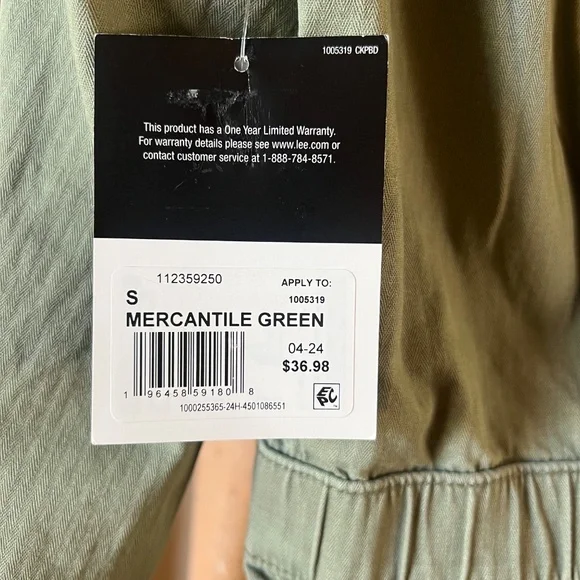 1005319 CKPBD
This product has a One Year Limited Warranty.
For warranty details please see www.lee.com or
contact customer service at 1-888-784-8571.
112359250
APPLY TO:
S
1005319
MERCANTILE GREEN
04-24
$36.98
1 96458 59180 8
EPC
TM
1000255365-24H-4501086551